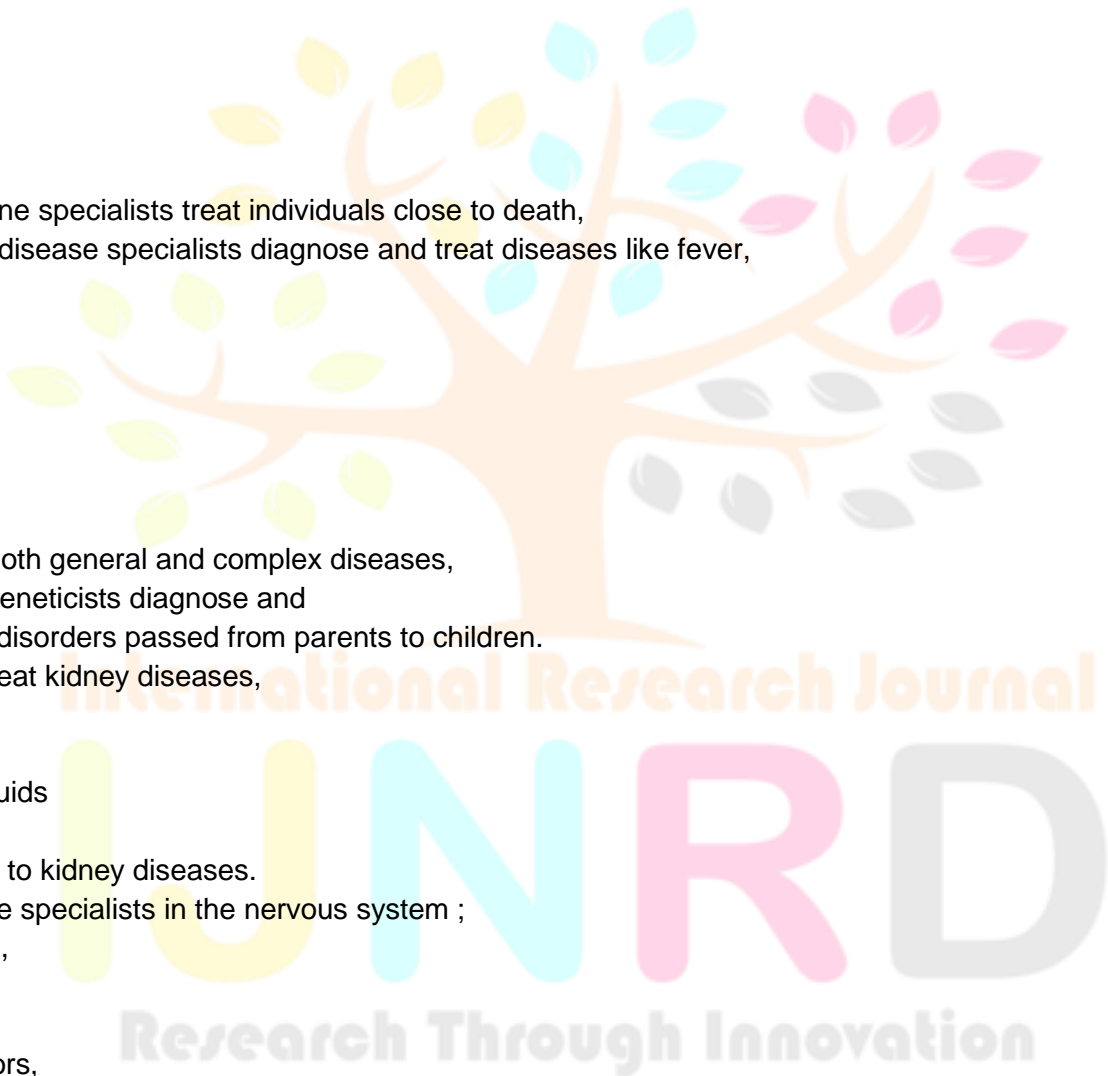 ne specialists treat individuals close to death,
disease specialists diagnose and treat diseases like fever,
oth general and complex diseases,
eneticists diagnose and
disorders passed from parents to children.
eat kidney diseases,
International Research Journal
uids
to kidney diseases.
e specialists in the nervous system ;
,
IJNRD
Research Through Innovation
ors,